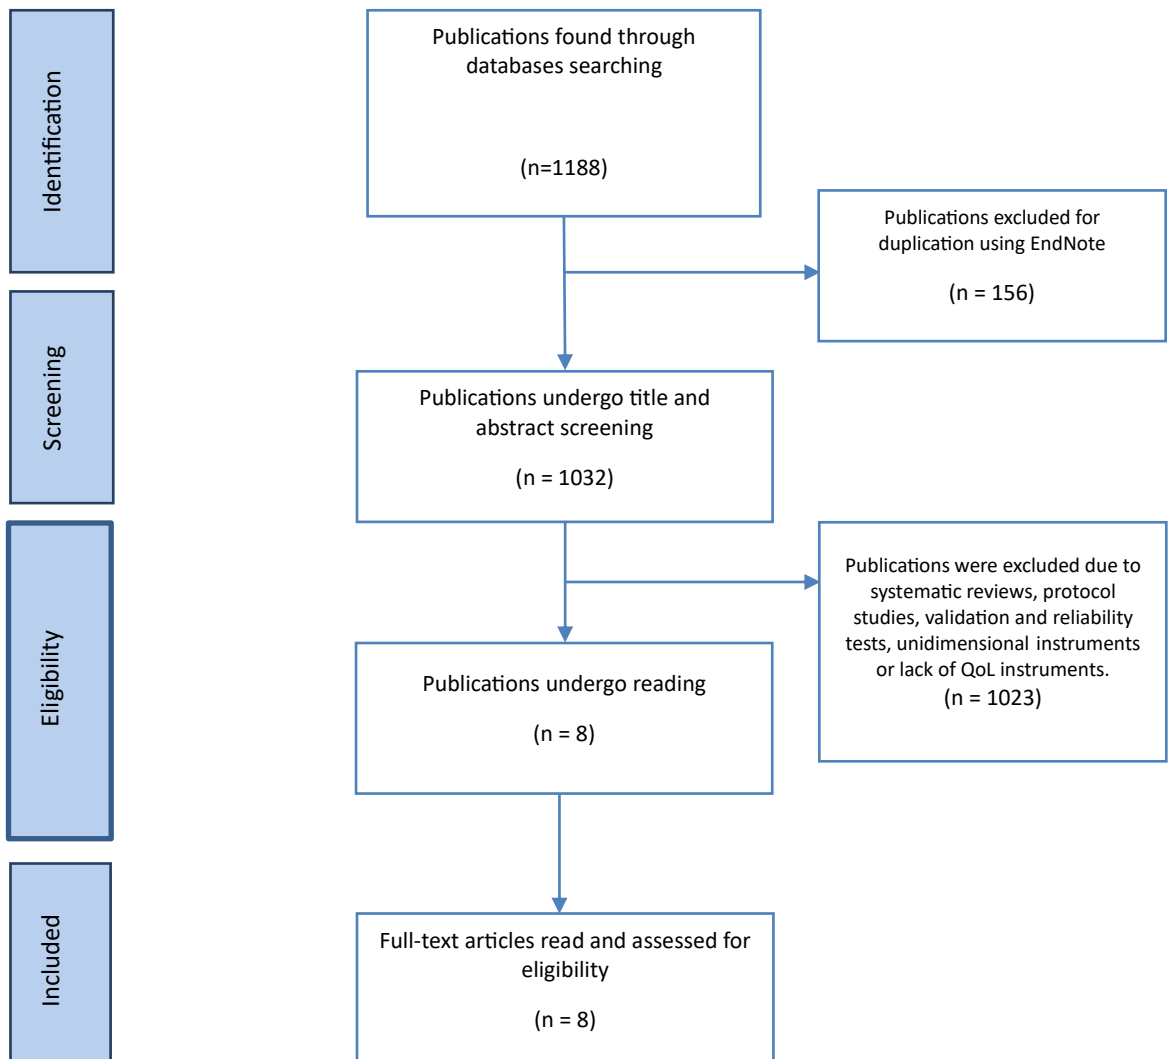 Identification
Publications found through
databases searching
(n=1188)
Publications excluded for
duplication using EndNote
(n = 156)
Screening
Publications undergo title and
abstract screening
(n = 1032)
Eligibility
Publications were excluded due to
systematic reviews, protocol
studies, validation and reliability
tests, unidimensional instruments
or lack of QoL instruments.
(n = 1023)
Publications undergo reading
(n = 8)
Included
Full-text articles read and assessed for
eligibility
(n = 8)